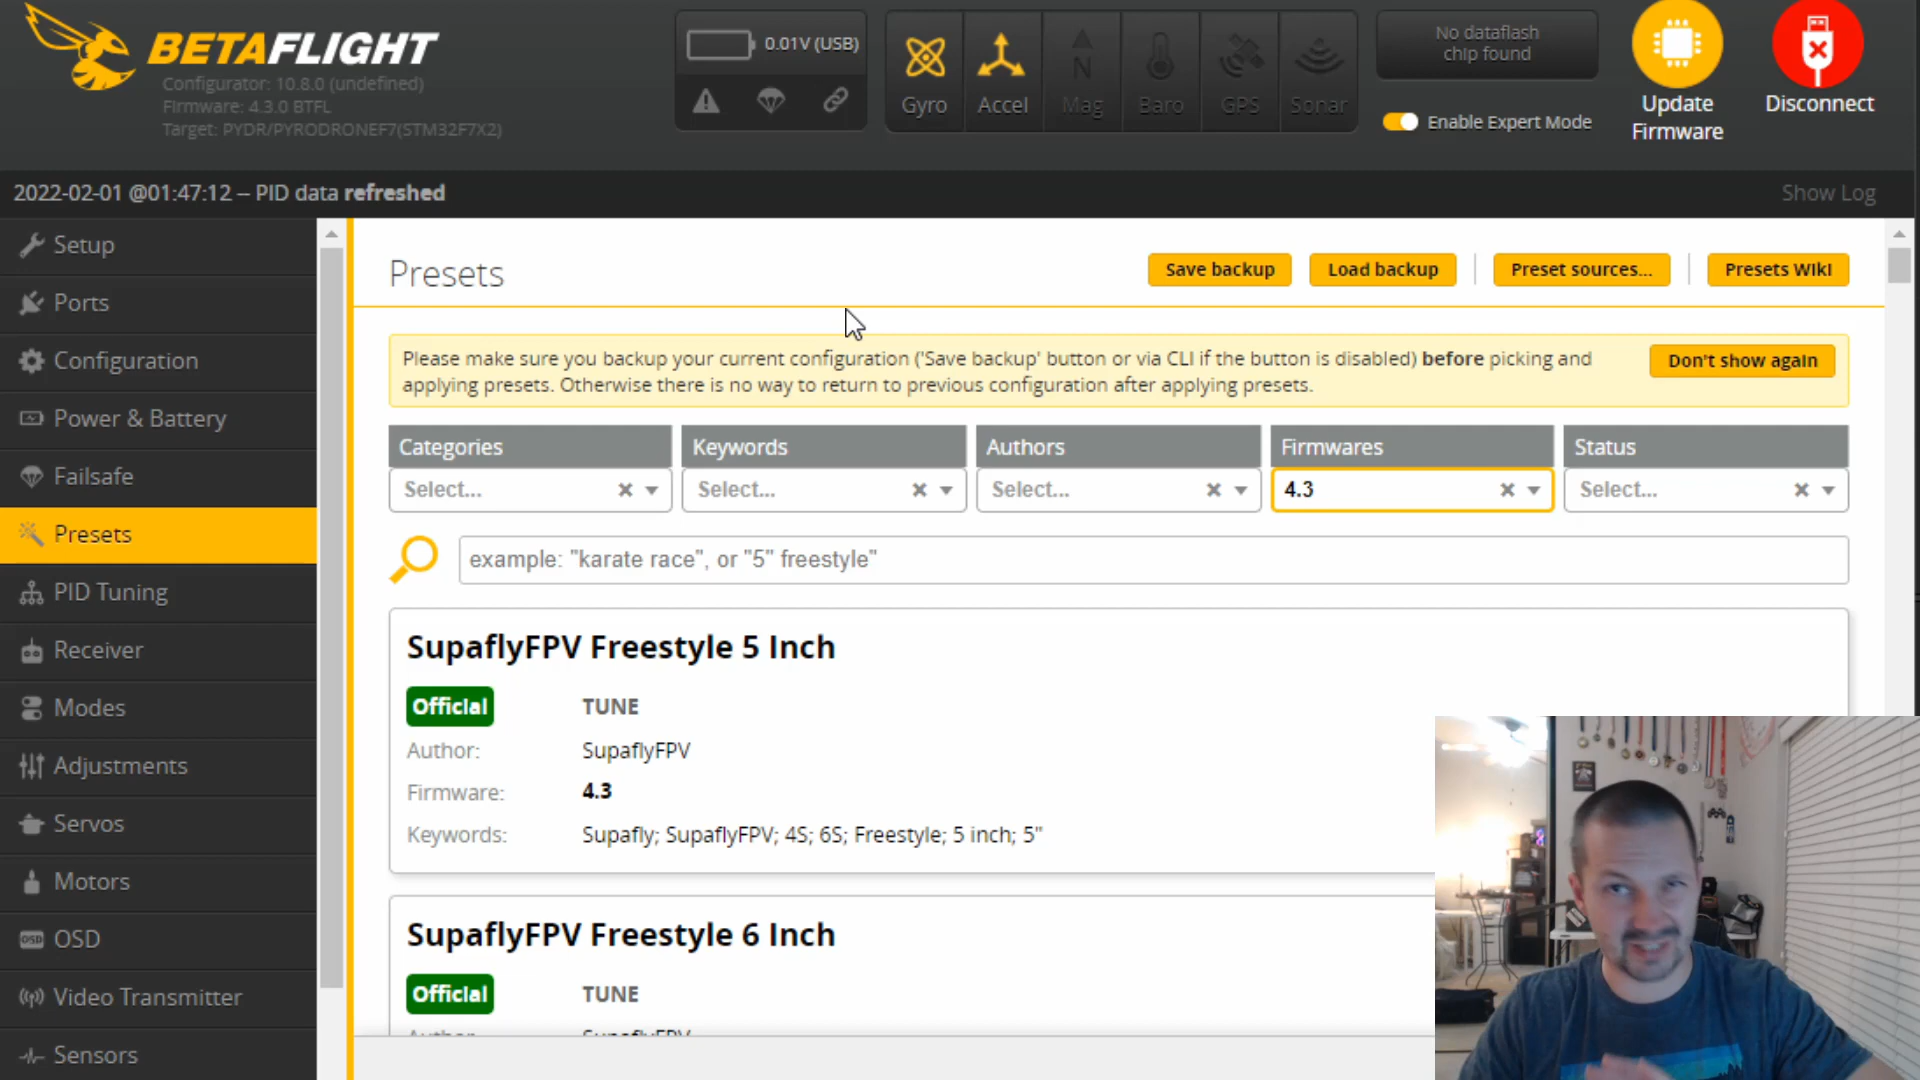 BETAFLIGHT
Configurator: 10.8.0 (undefined)
Firmware: 4.3.0 BTFL
Target: PYDR/PYRODRONEF7(STM32F7X2)
0.01V (USB)
Gyro
Accel
Mag
Baro
GPS
Sonar
No dataflash
chip found
Enable Expert Mode
Update
Firmware
Disconnect
2022-02-01 @01:47:12 – PID data refreshed
Show Log
Setup
Ports
Configuration
Power & Battery
Failsafe
Presets
PID Tuning
Receiver
Modes
Adjustments
Servos
Motors
OSD
OSD
Video Transmitter
Sensors
Presets
Save backup
Load backup
Preset sources...
Presets Wiki
Please make sure you backup your current configuration ('Save backup' button or via CLI if the button is disabled) before picking and
applying presets. Otherwise there is no way to return to previous configuration after applying presets.
Don't show again
Categories
Keywords
Authors
Firmwares
Status
Select...
Select...
Select...
4.3
Select...
example: "karate race", or "5" freestyle"
SupaflyFPV Freestyle 5 Inch
Official
TUNE
Author:
SupaflyFPV
Firmware:
4.3
Keywords:
Supafly; SupaflyFPV; 4S; 6S; Freestyle; 5 inch; 5"
SupaflyFPV Freestyle 6 Inch
Official
TUNE
Author:
SupaflyFPV